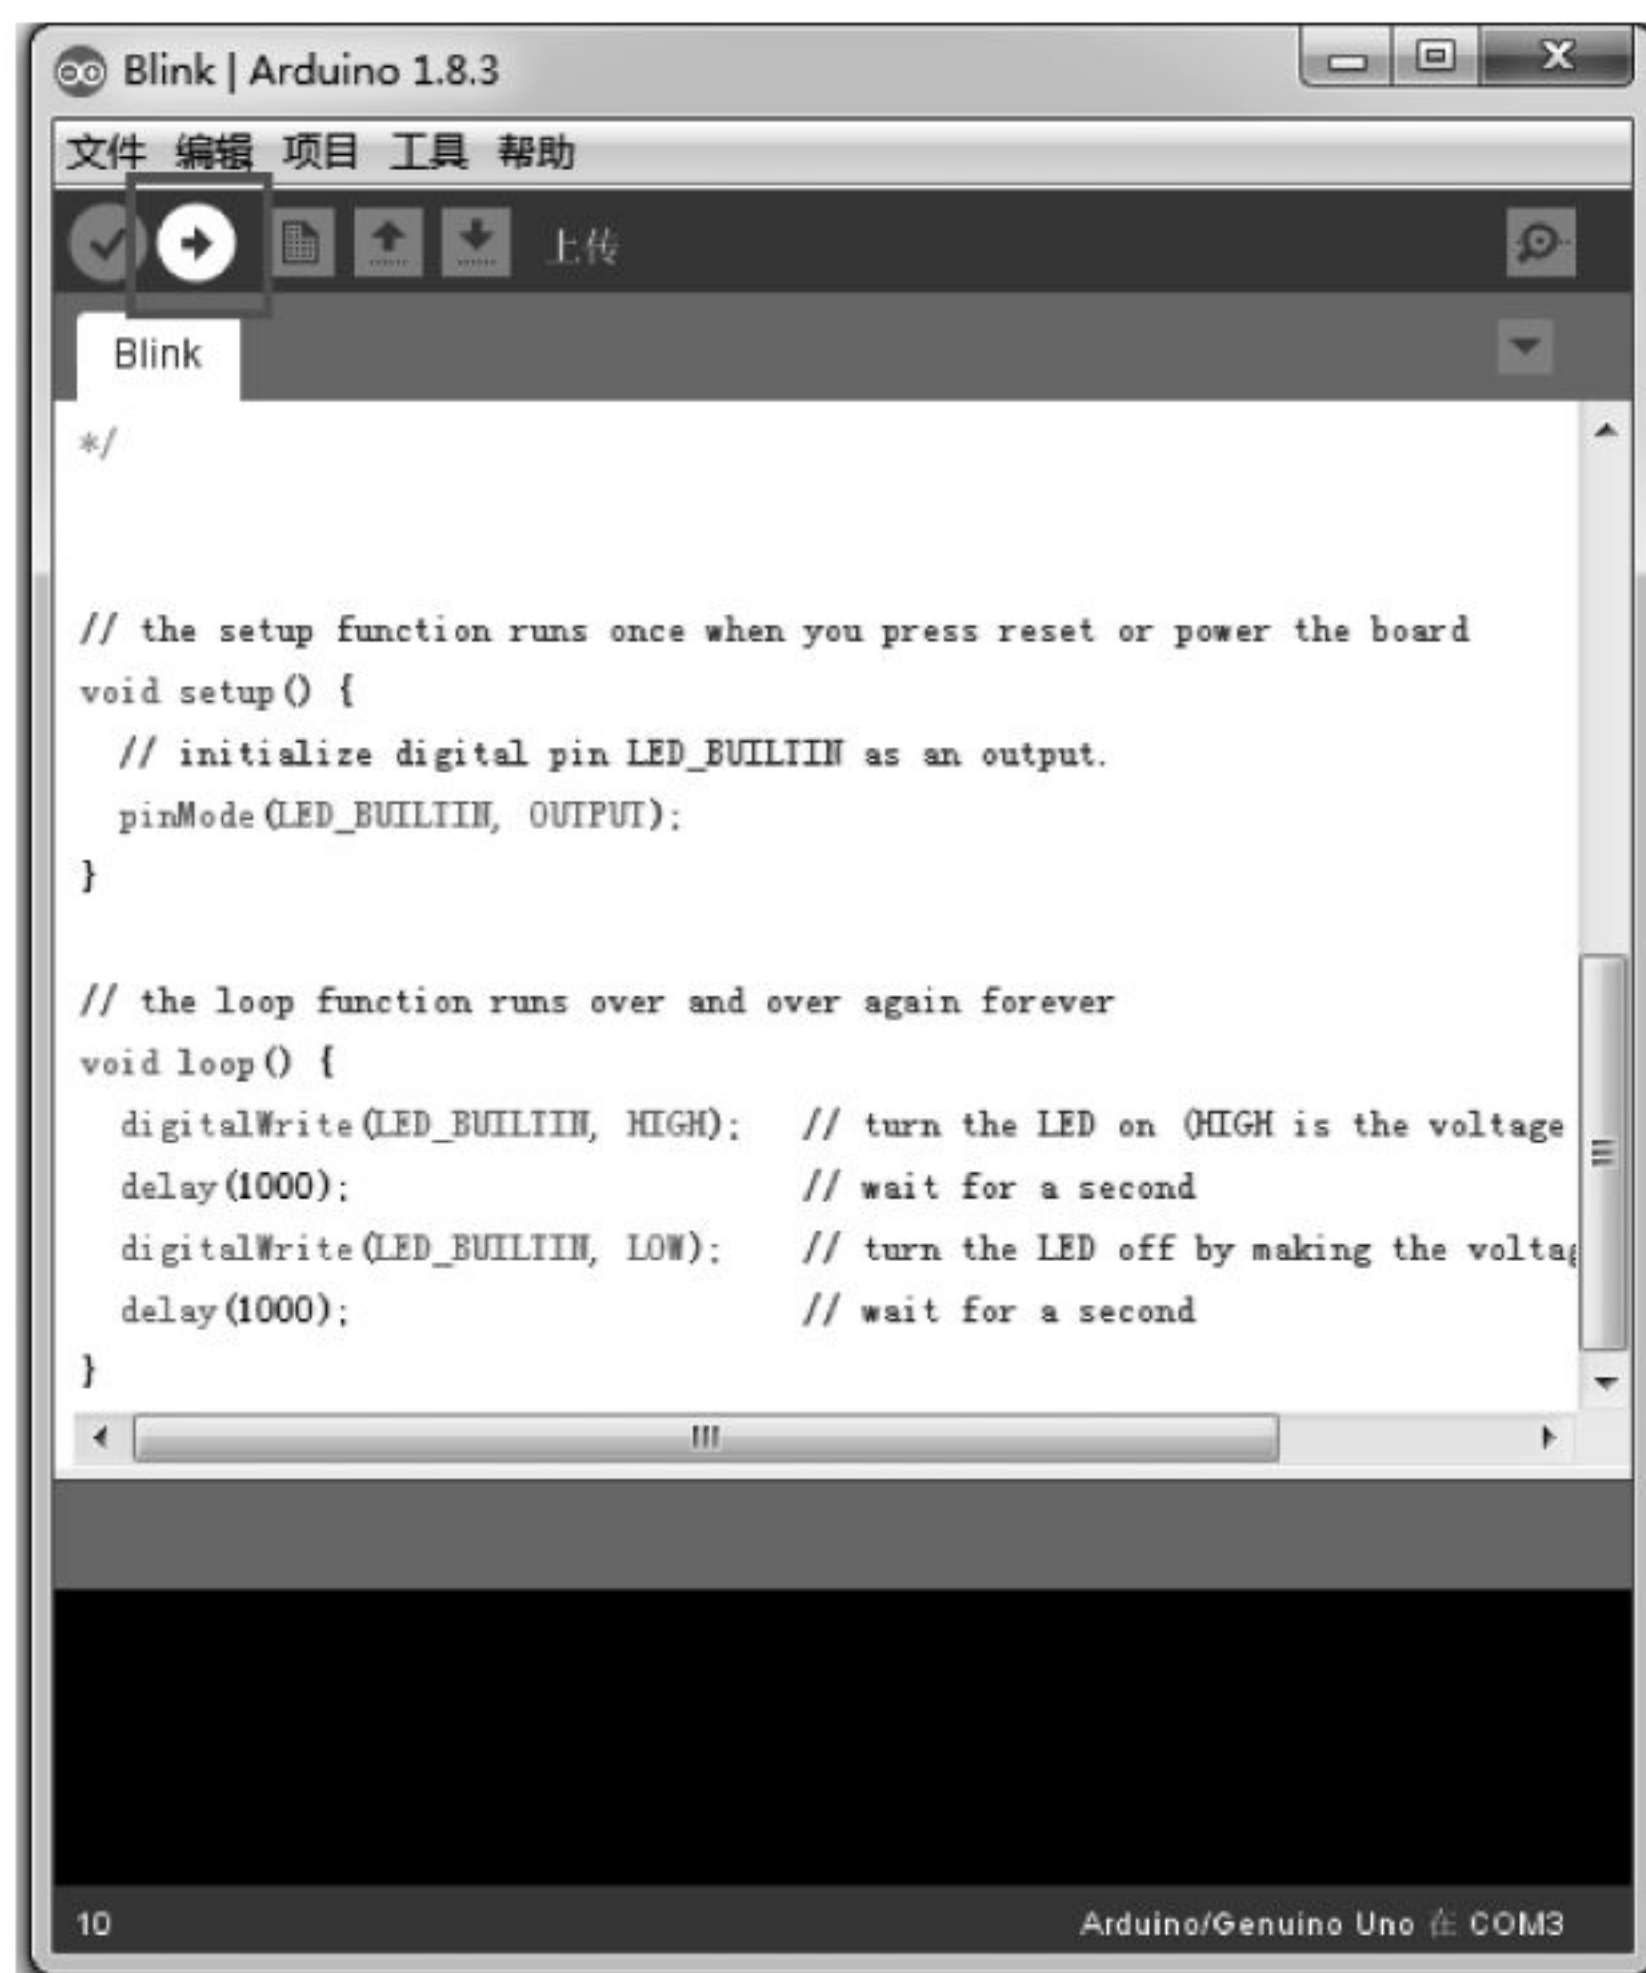 Blink | Arduino 1.8.3
文件 编辑 项目 工具 帮助
上传
Blink
*/
// the setup function runs once when you press reset or power the board
void setup() {
  // initialize digital pin LED_BUILTIN as an output.
  pinMode(LED_BUILTIN, OUTPUT);
}
// the loop function runs over and over again forever
void loop() {
  digitalWrite(LED_BUILTIN, HIGH);   // turn the LED on (HIGH is the voltage
  delay(1000);                       // wait for a second
  digitalWrite(LED_BUILTIN, LOW);    // turn the LED off by making the voltag
  delay(1000);                       // wait for a second
}
10 Arduino/Genuino Uno 在 COM3